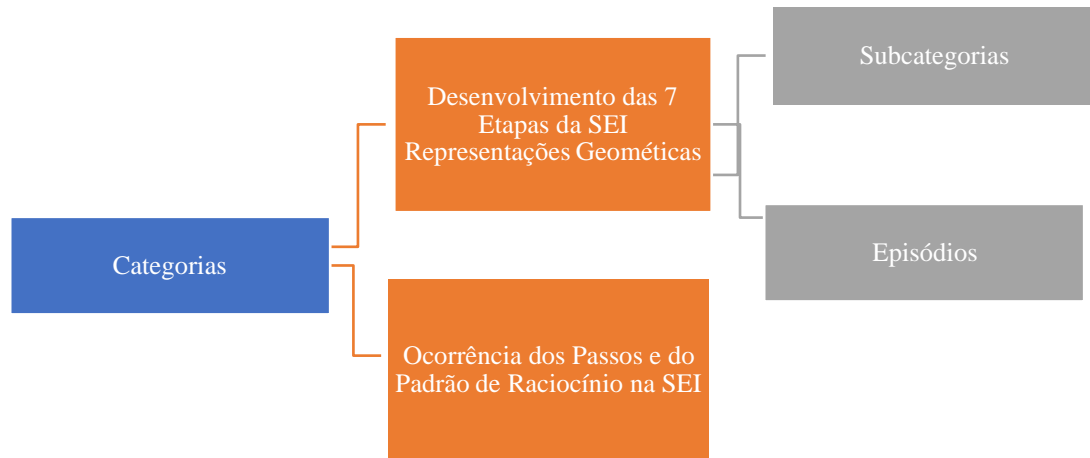 Categorias
Desenvolvimento das 7
Etapas da SEI
Representações Geométicas
Subcategorias
Episódios
Ocorrência dos Passos e do
Padrão de Raciocínio na SEI